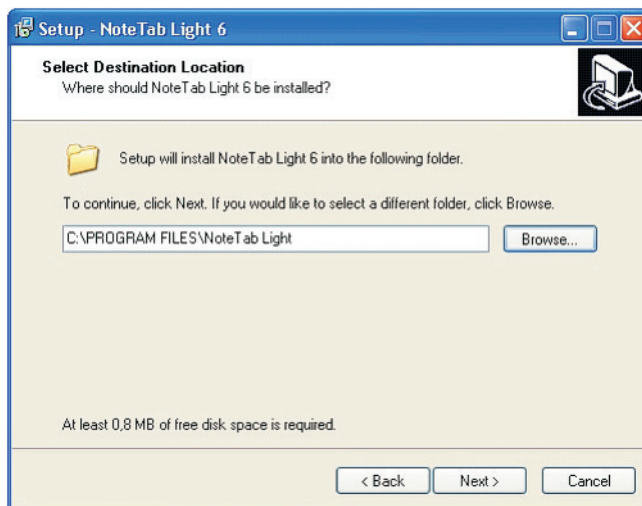 Setup - NoteTab Light 6
Select Destination Location
Where should NoteTab Light 6 be installed?
Setup will install NoteTab Light 6 into the following folder.
To continue, click Next. If you would like to select a different folder, click Browse.
C:\PROGRAM FILES\NoteTab Light
Browse...
At least 0,8 MB of free disk space is required.
< Back
Next >
Cancel